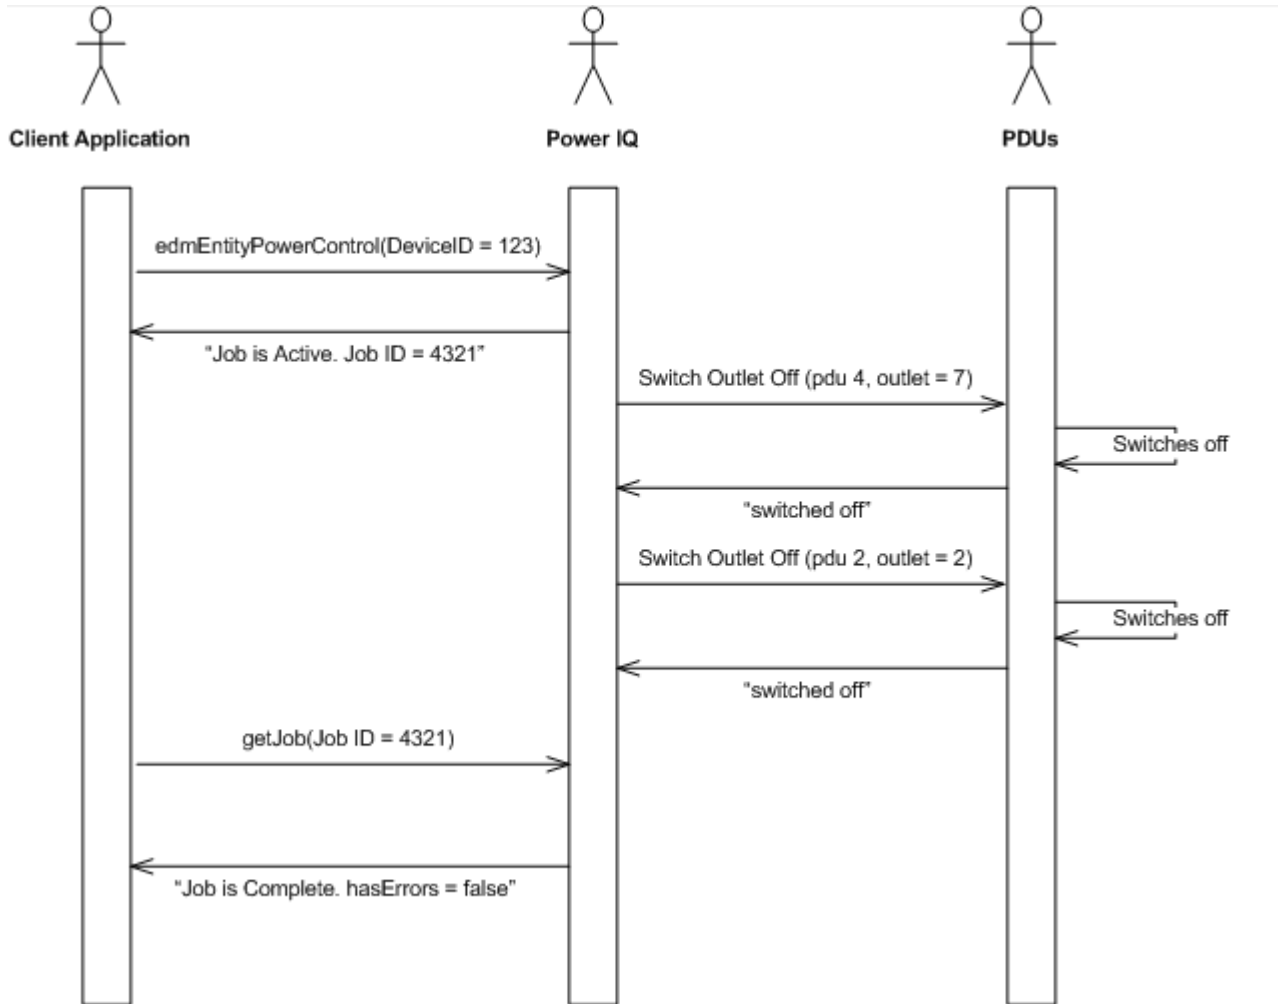 Client Application
Power IQ
PDUs
edmEntityPowerControl(DeviceID = 123)
“Job is Active. Job ID = 4321”
Switch Outlet Off (pdu 4, outlet = 7)
Switches off
“switched off”
Switch Outlet Off (pdu 2, outlet = 2)
Switches off
“switched off”
getJob(Job ID = 4321)
“Job is Complete. hasErrors = false”